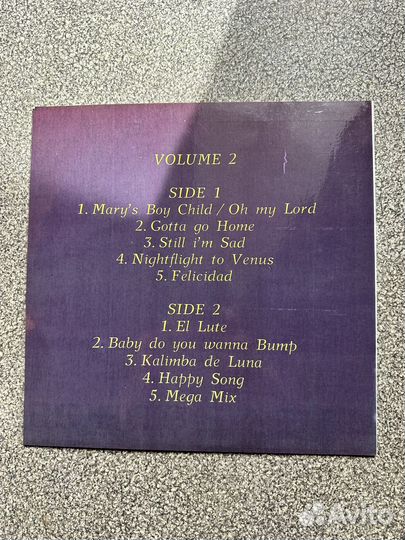 VOLUME 2
SIDE 1
1. Mary's Boy Child / Oh my Lord
2. Gotta go Home
3. Still i'm Sad
4. Nightflight to Venus
5. Felicidad
SIDE 2
1. El Lute
2. Baby do you wanna Bump
3. Kalimba de Luna
4. Happy Song
5. Mega Mix
Avito